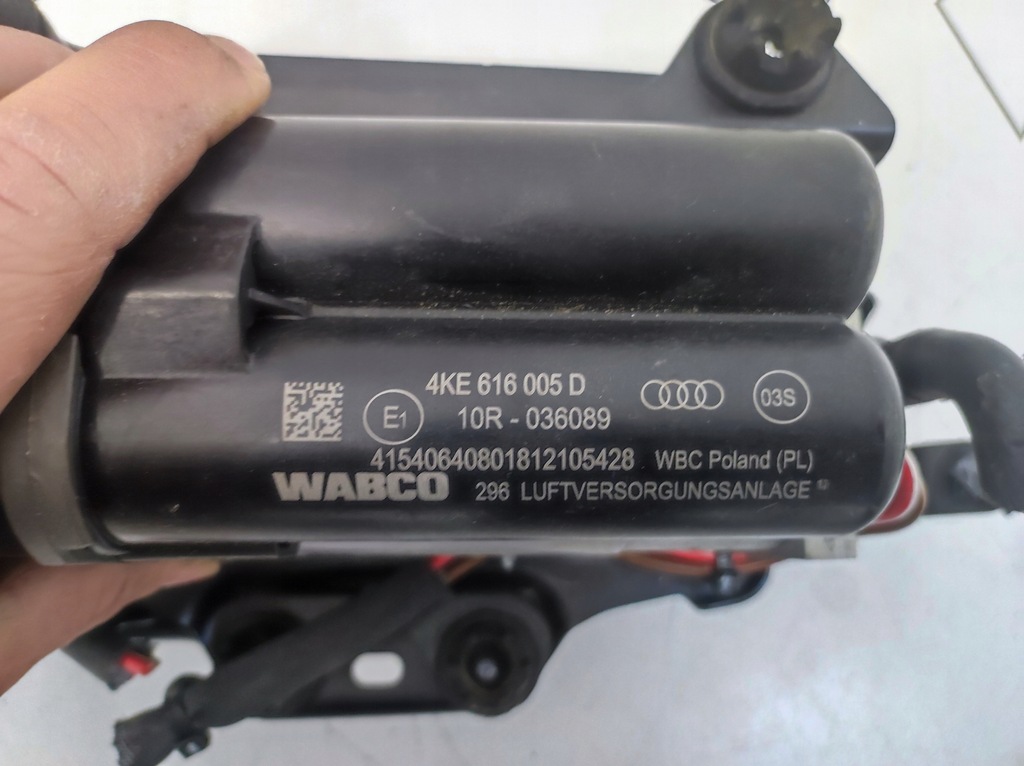 4KE 616 005 D
03S
E1
10R - 036089
41540640801812105428 WBC Poland (PL)
WABCO 296 LUFTVERSORGUNGSANLAGE